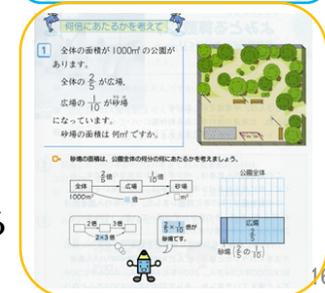 何倍にあたるかを考えて
1 全体の面積が1000㎡の公園が
あります。
全体の 2/5 が広場、
広場の 1/10 が砂場
になっています。
砂場の面積は 何㎡ ですか。
砂場の面積は、公園全体の何分の何にあたるかを考えましょう。
2/5倍 1/10倍
全体 広場 砂場
1000㎡ □㎡
倍
2倍 3倍
2×3倍
2/5×1/10倍が
砂場です。
公園全体
広場
2/5
砂場(2/5の1/10)
16